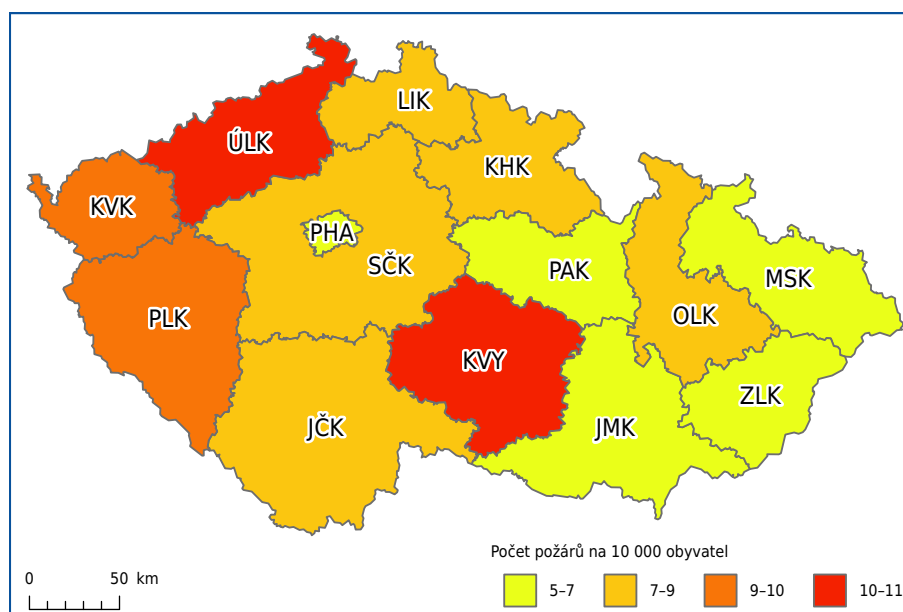 LIK
ÚLK
KHK
KVK
PHA
SČK
PAK
MSK
PLK
OLK
KVY
ZLK
JČK
JMK
Počet požárů na 10 000 obyvatel
0 50 km
5–7 7–9 9–10 10–11